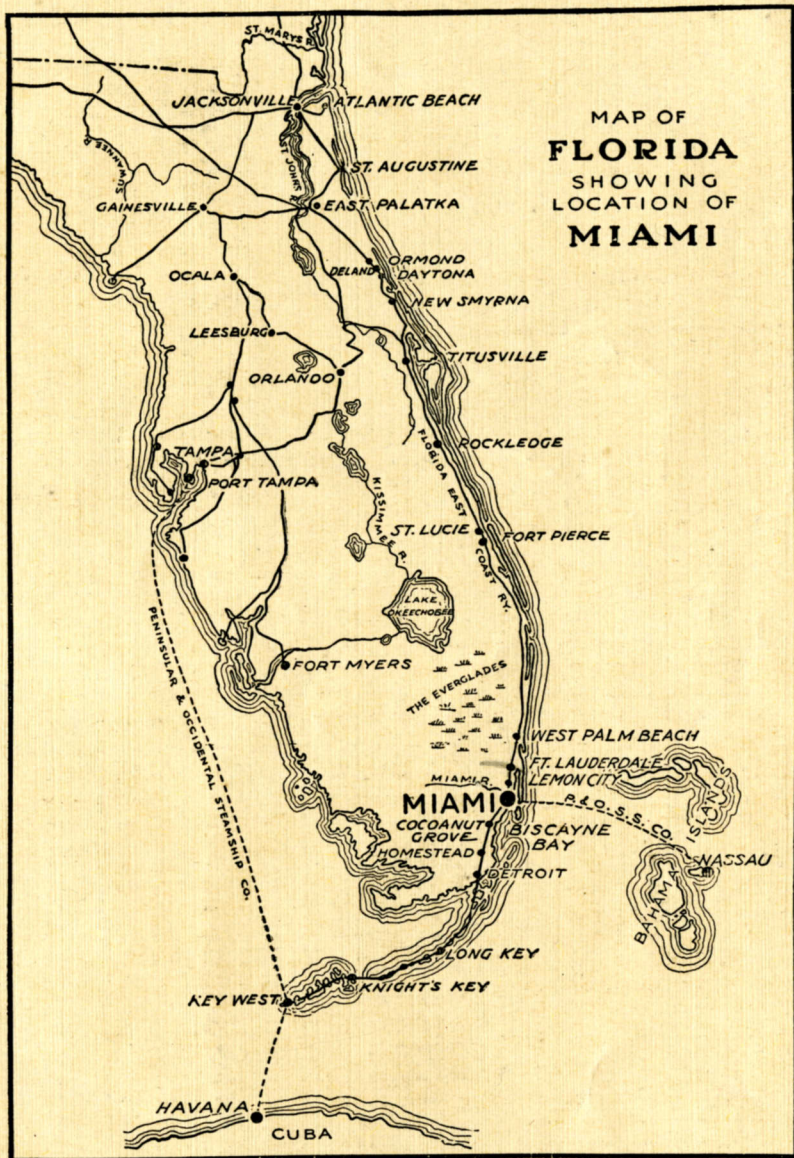 MAP OF
FLORIDA
SHOWING
LOCATION OF
MIAMI
ST. MARYS R.
JACKSONVILLE
ATLANTIC BEACH
SUWANNEE R.
ST JOHNS R.
ST. AUGUSTINE
GAINESVILLE
EAST PALATKA
ORMOND
DELAND
DAYTONA
OCALA
NEW SMYRNA
LEESBURG
TITUSVILLE
ORLANDO
ROCKLEDGE
TAMPA
PORT TAMPA
FLORIDA EAST
COAST RY.
KISSIMMEE R.
ST. LUCIE
FORT PIERCE
LAKE
OKEECHOBEE
PENINSULAR & OCCIDENTAL STEAMSHIP CO.
FORT MYERS
THE EVERGLADES
WEST PALM BEACH
FT. LAUDERDALE
LEMON CITY
MIAMI R.
MIAMI
P. & O. S.S. CO.
COCOANUT
GROVE
BISCAYNE
BAY
HOMESTEAD
DETROIT
BAHAMA ISLANDS
NASSAU
LONG KEY
KNIGHT'S KEY
KEY WEST
HAVANA
CUBA